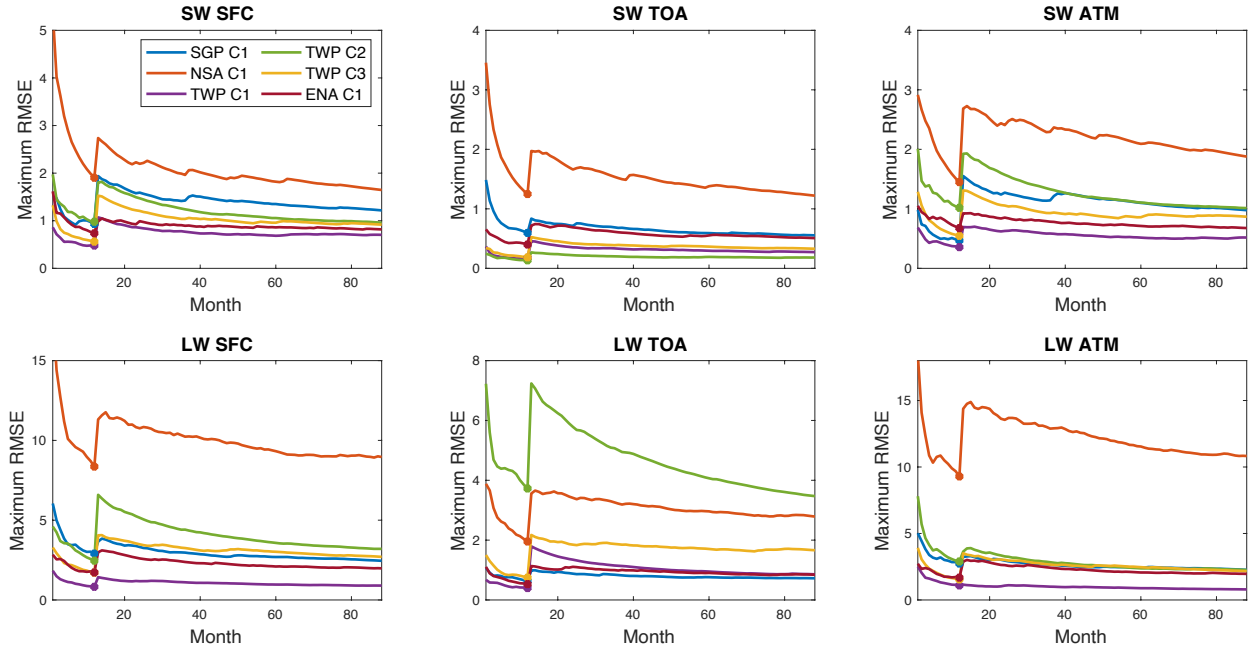 SW SFC
SW TOA
SW ATM
5
4
3
2
1
0
Maximum RMSE
SGP C1
TWP C2
NSA C1
TWP C3
TWP C1
ENA C1
20
40
60
80
Month
4
3
2
1
0
Maximum RMSE
20
40
60
80
Month
4
3
2
1
0
Maximum RMSE
20
40
60
80
Month
LW SFC
LW TOA
LW ATM
15
10
5
0
Maximum RMSE
20
40
60
80
Month
8
6
4
2
0
Maximum RMSE
20
40
60
80
Month
15
10
5
0
Maximum RMSE
20
40
60
80
Month